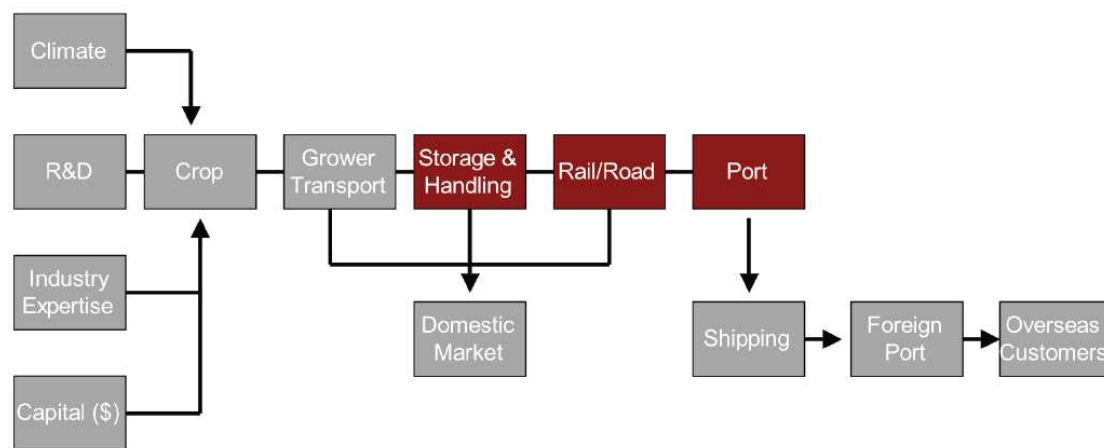 Climate
R&D
Crop
Grower
Transport
Storage &
Handling
Rail/Road
Port
Industry
Expertise
Domestic
Market
Shipping
Foreign
Port
Overseas
Customers
Capital ($)